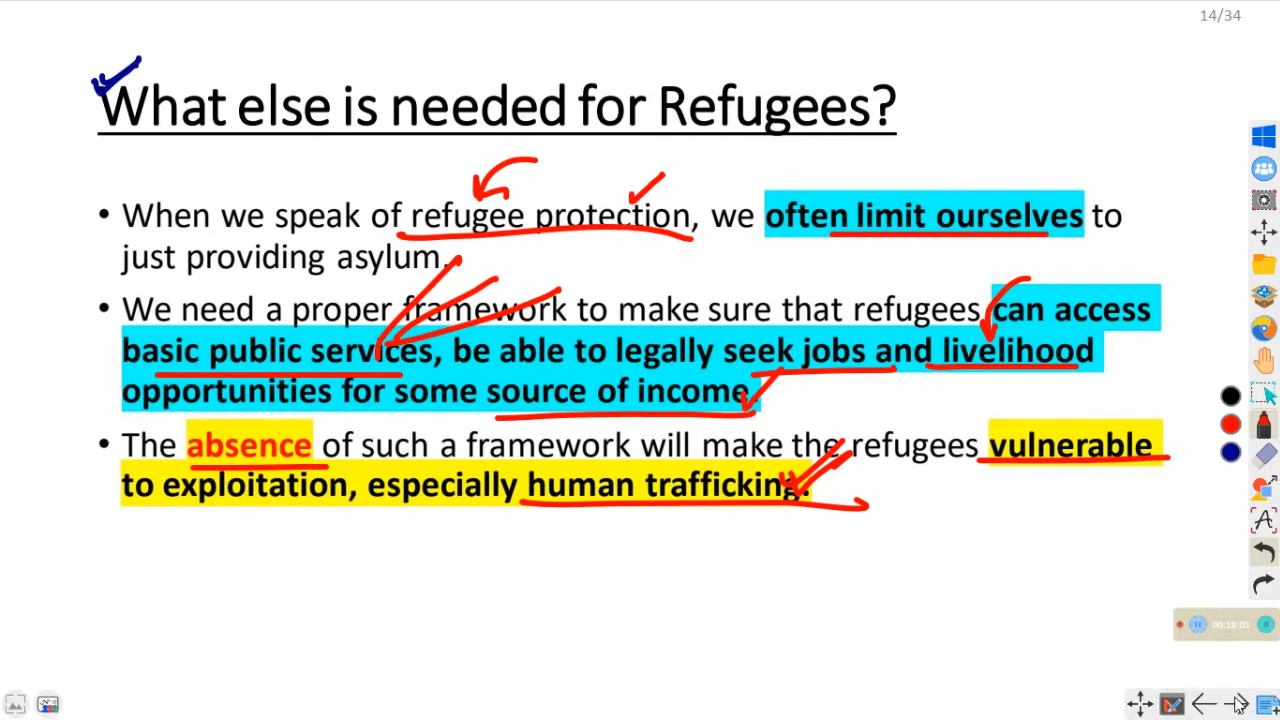 14/34
What else is needed for Refugees?
• When we speak of refugee protection, we often limit ourselves to
just providing asylum.
• We need a proper framework to make sure that refugees can access
basic public services, be able to legally seek jobs and livelihood
opportunities for some source of income.
• The absence of such a framework will make the refugees vulnerable
to exploitation, especially human trafficking.
00:18:01